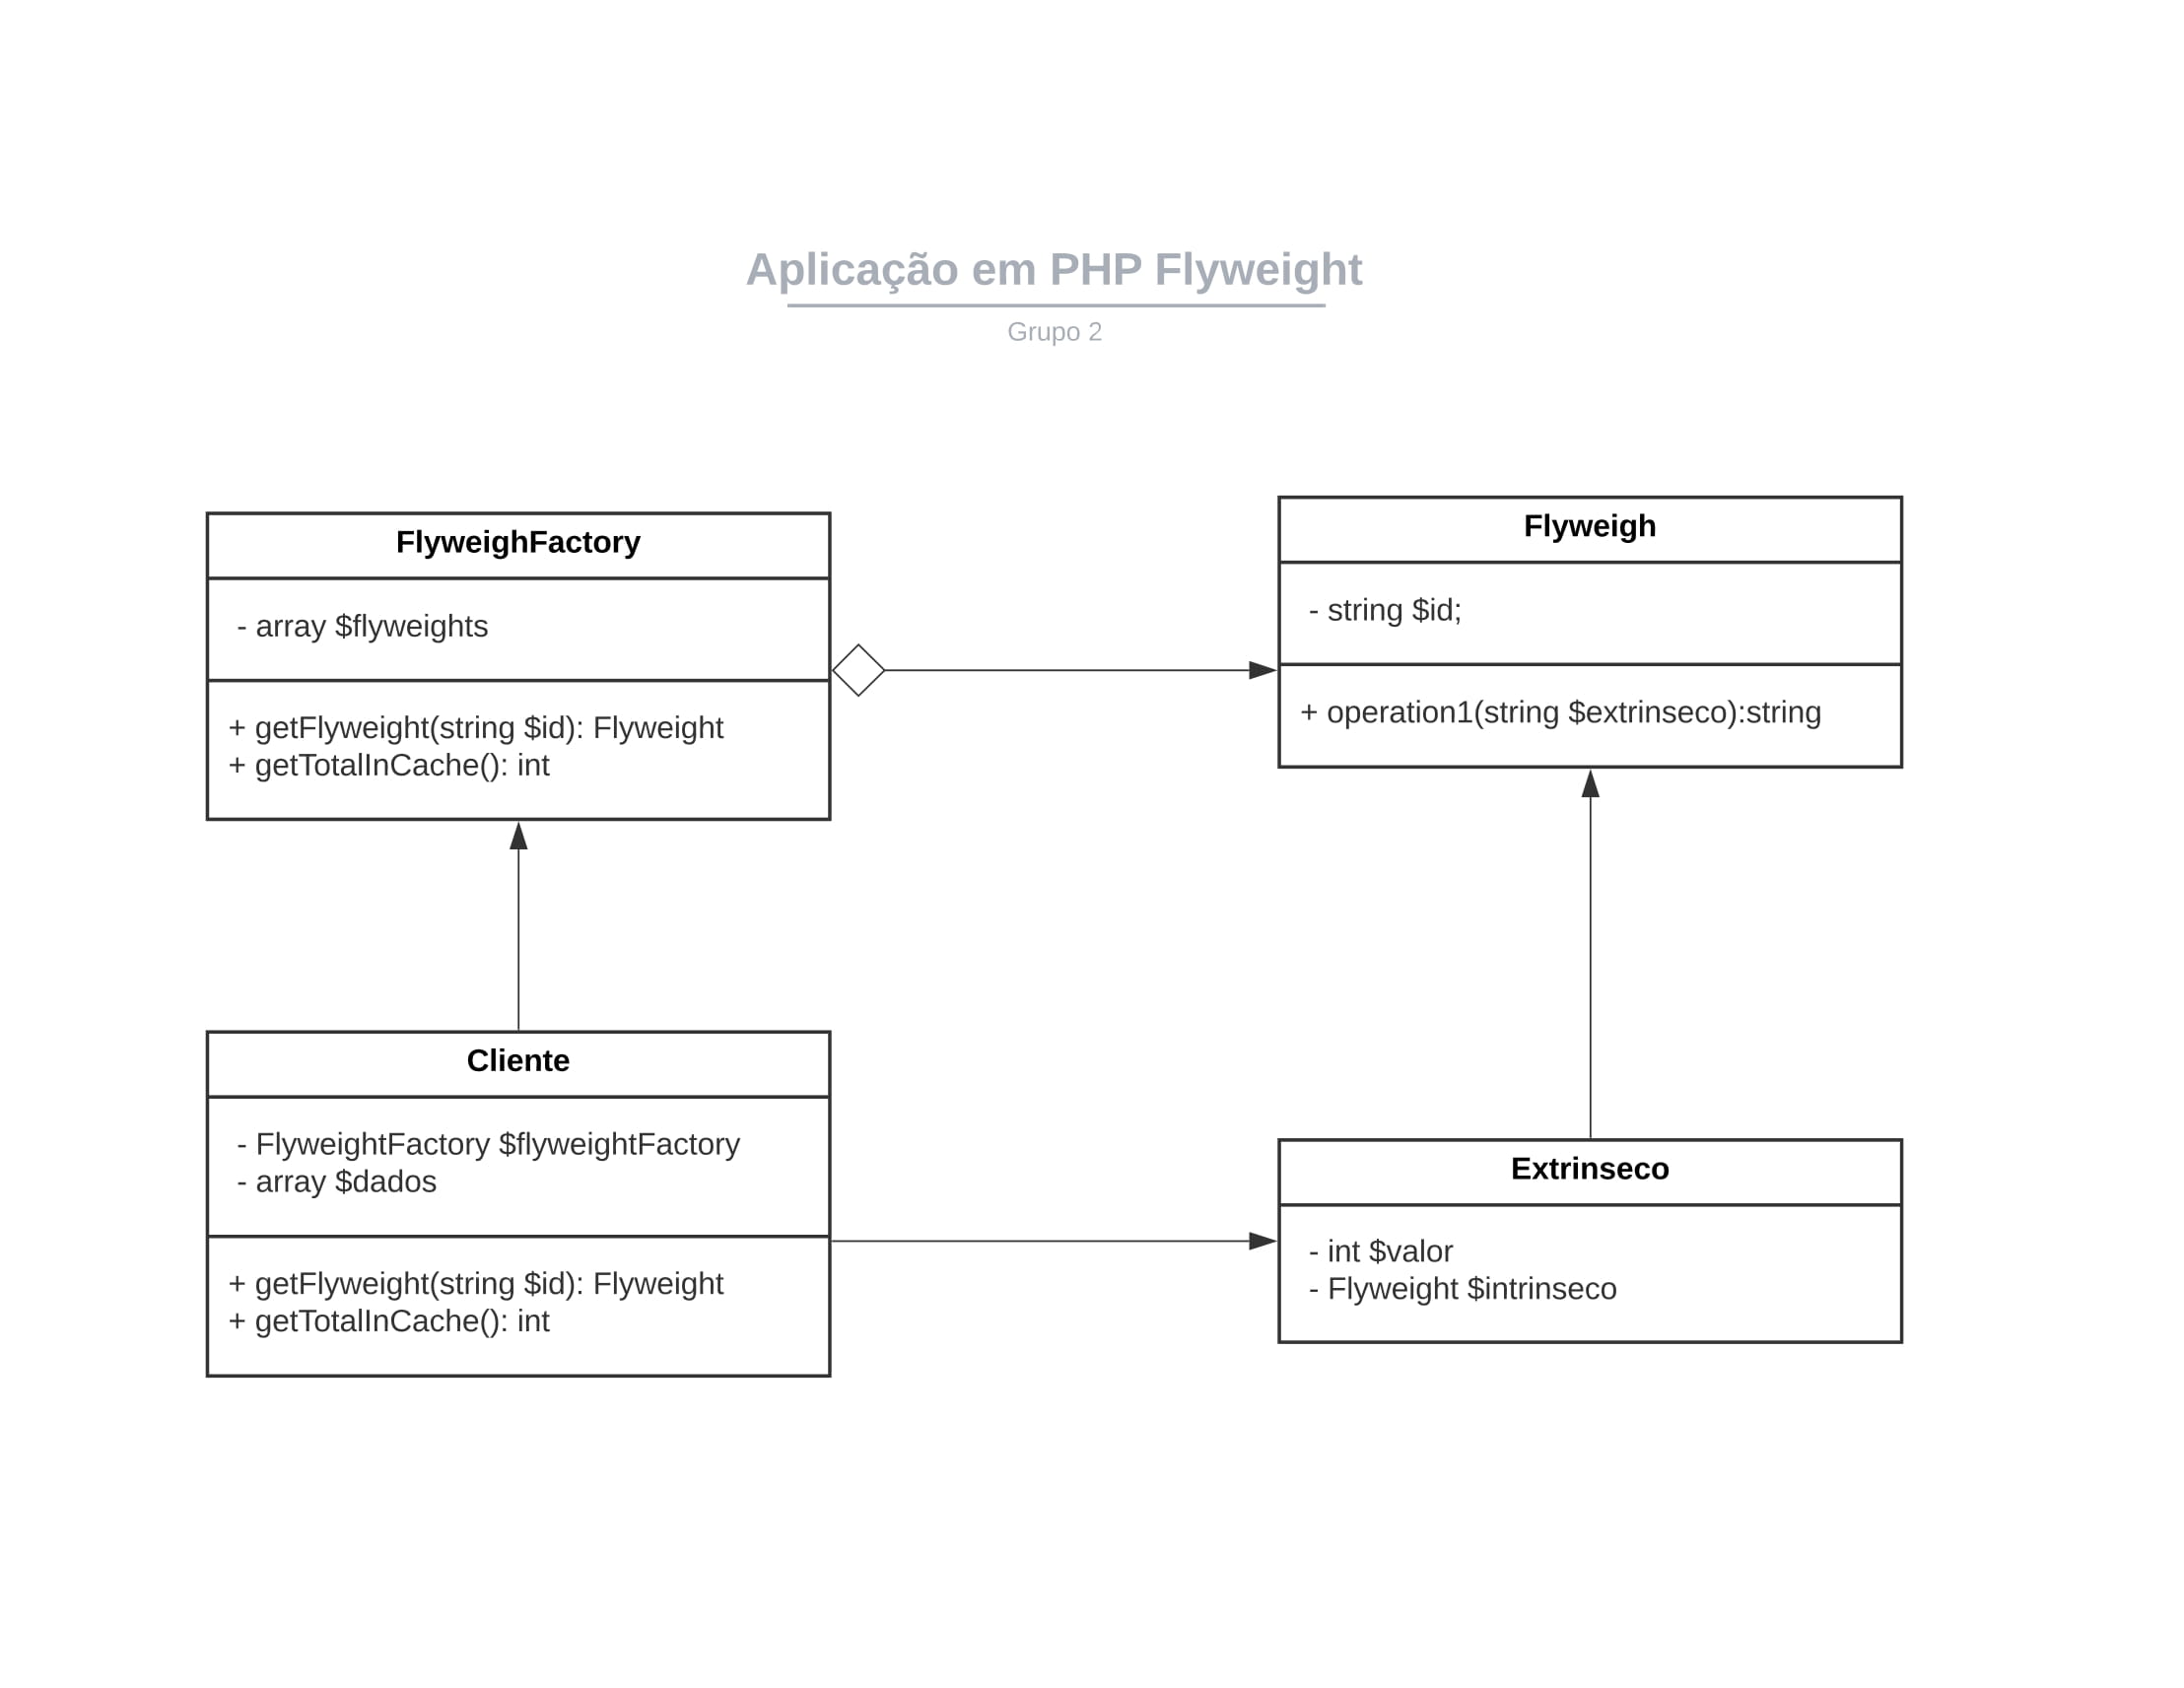 Aplicação em PHP Flyweight
Grupo 2
FlyweighFactory
- array $flyweights
+ getFlyweight(string $id): Flyweight
+ getTotalInCache(): int
Flyweigh
- string $id;
+ operation1(string $extrinseco):string
Cliente
- FlyweightFactory $flyweightFactory
- array $dados
+ getFlyweight(string $id): Flyweight
+ getTotalInCache(): int
Extrinseco
- int $valor
- Flyweight $intrinseco